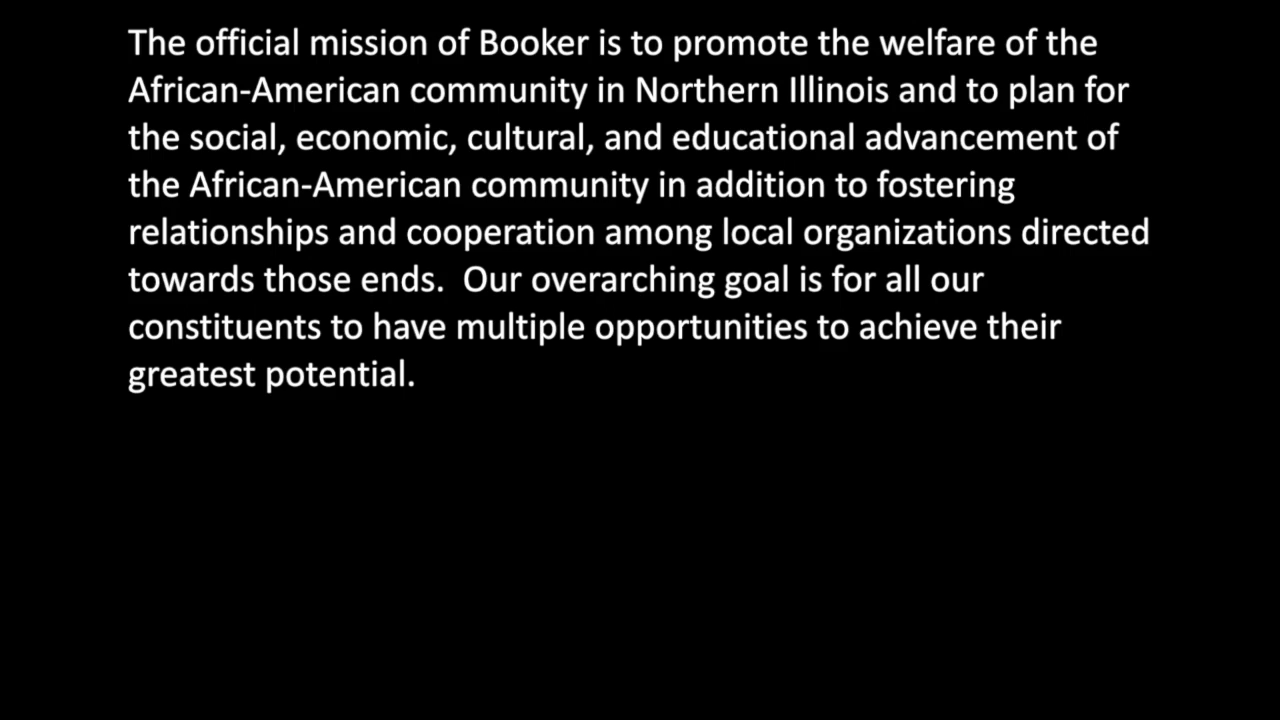 The official mission of Booker is to promote the welfare of the
African-American community in Northern Illinois and to plan for
the social, economic, cultural, and educational advancement of
the African-American community in addition to fostering
relationships and cooperation among local organizations directed
towards those ends.  Our overarching goal is for all our
constituents to have multiple opportunities to achieve their
greatest potential.